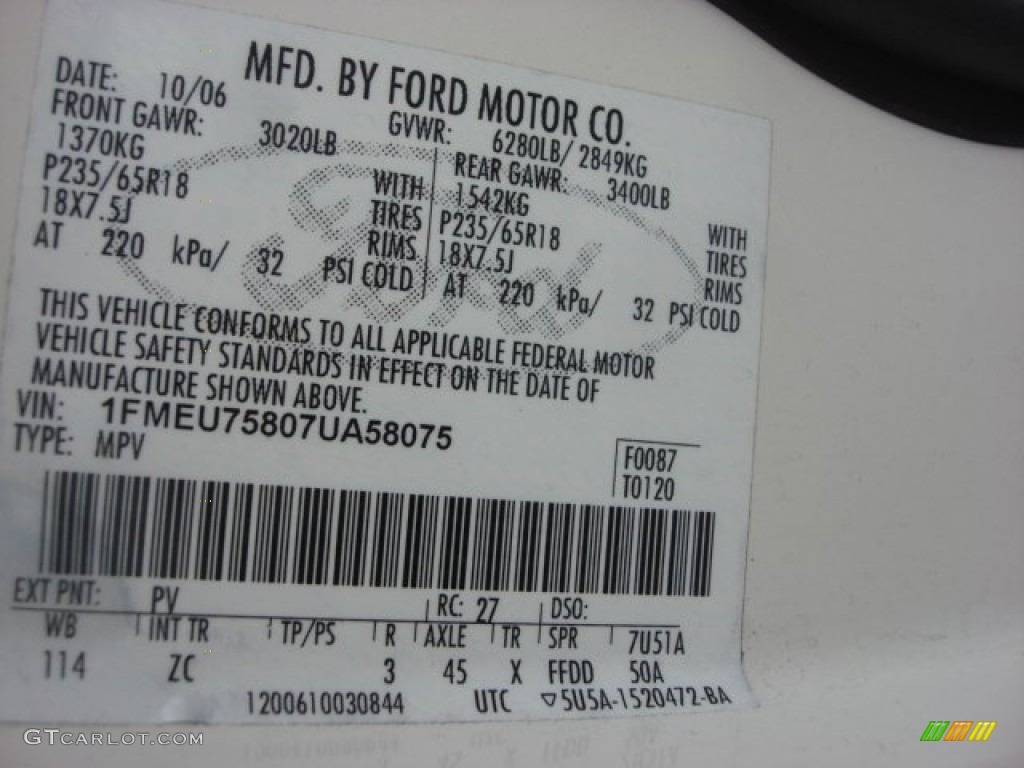 MFD. BY FORD MOTOR CO.
DATE: 10/06 GVWR: 6280LB/ 2849KG
FRONT GAWR: 3020LB REAR GAWR: 3400LB
1370KG WITH 1542KG WITH
P235/65R18 TIRES P235/65R18 TIRES
18X7.5J RIMS 18X7.5J RIMS
AT 220 kPa/ 32 PSI COLD AT 220 kPa/ 32 PSI COLD
Ford
THIS VEHICLE CONFORMS TO ALL APPLICABLE FEDERAL MOTOR
VEHICLE SAFETY STANDARDS IN EFFECT ON THE DATE OF
MANUFACTURE SHOWN ABOVE.
VIN: 1FMEU75807UA58075
TYPE: MPV
F0087
T0120
EXT PNT: PV RC: 27 DSO:
WB INT TR TP/PS R AXLE TR SPR 7U51A
114 ZC 3 45 X FFDD 50A
1200610030844 UTC ▽5U5A-1520472-BA
GTCARLOT.COM